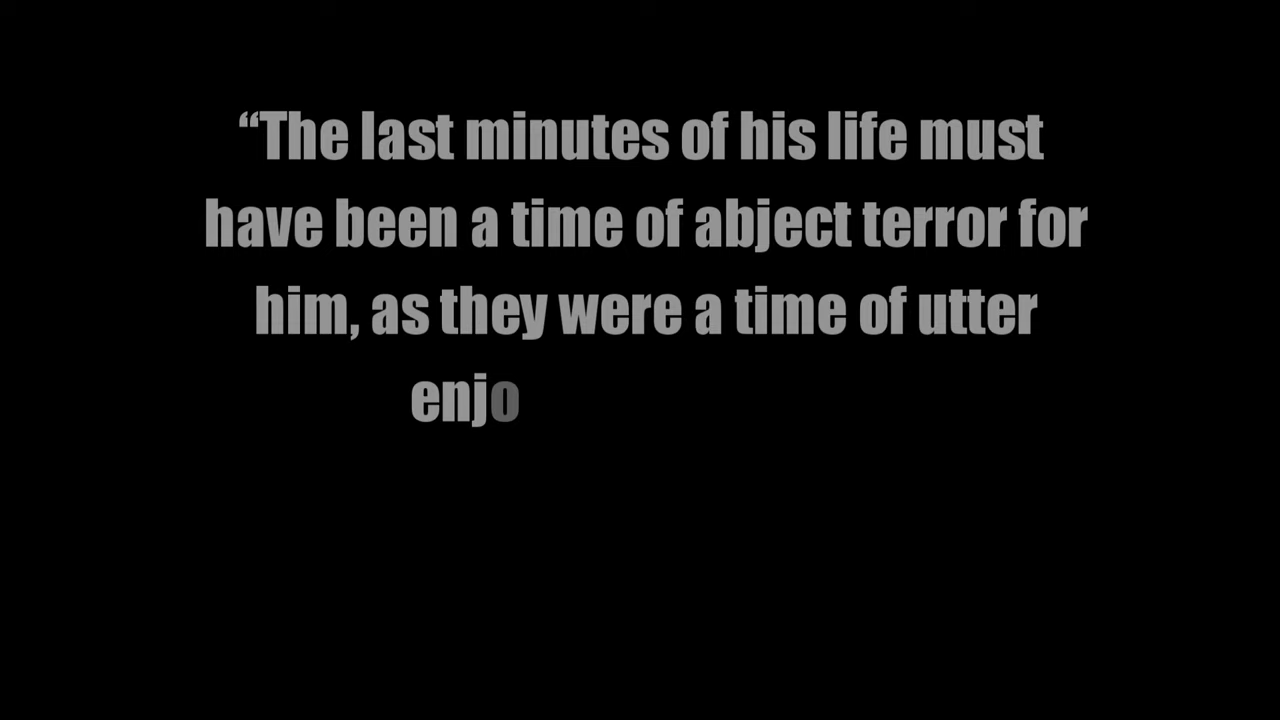 “The last minutes of his life must
have been a time of abject terror for
him, as they were a time of utter
enjo